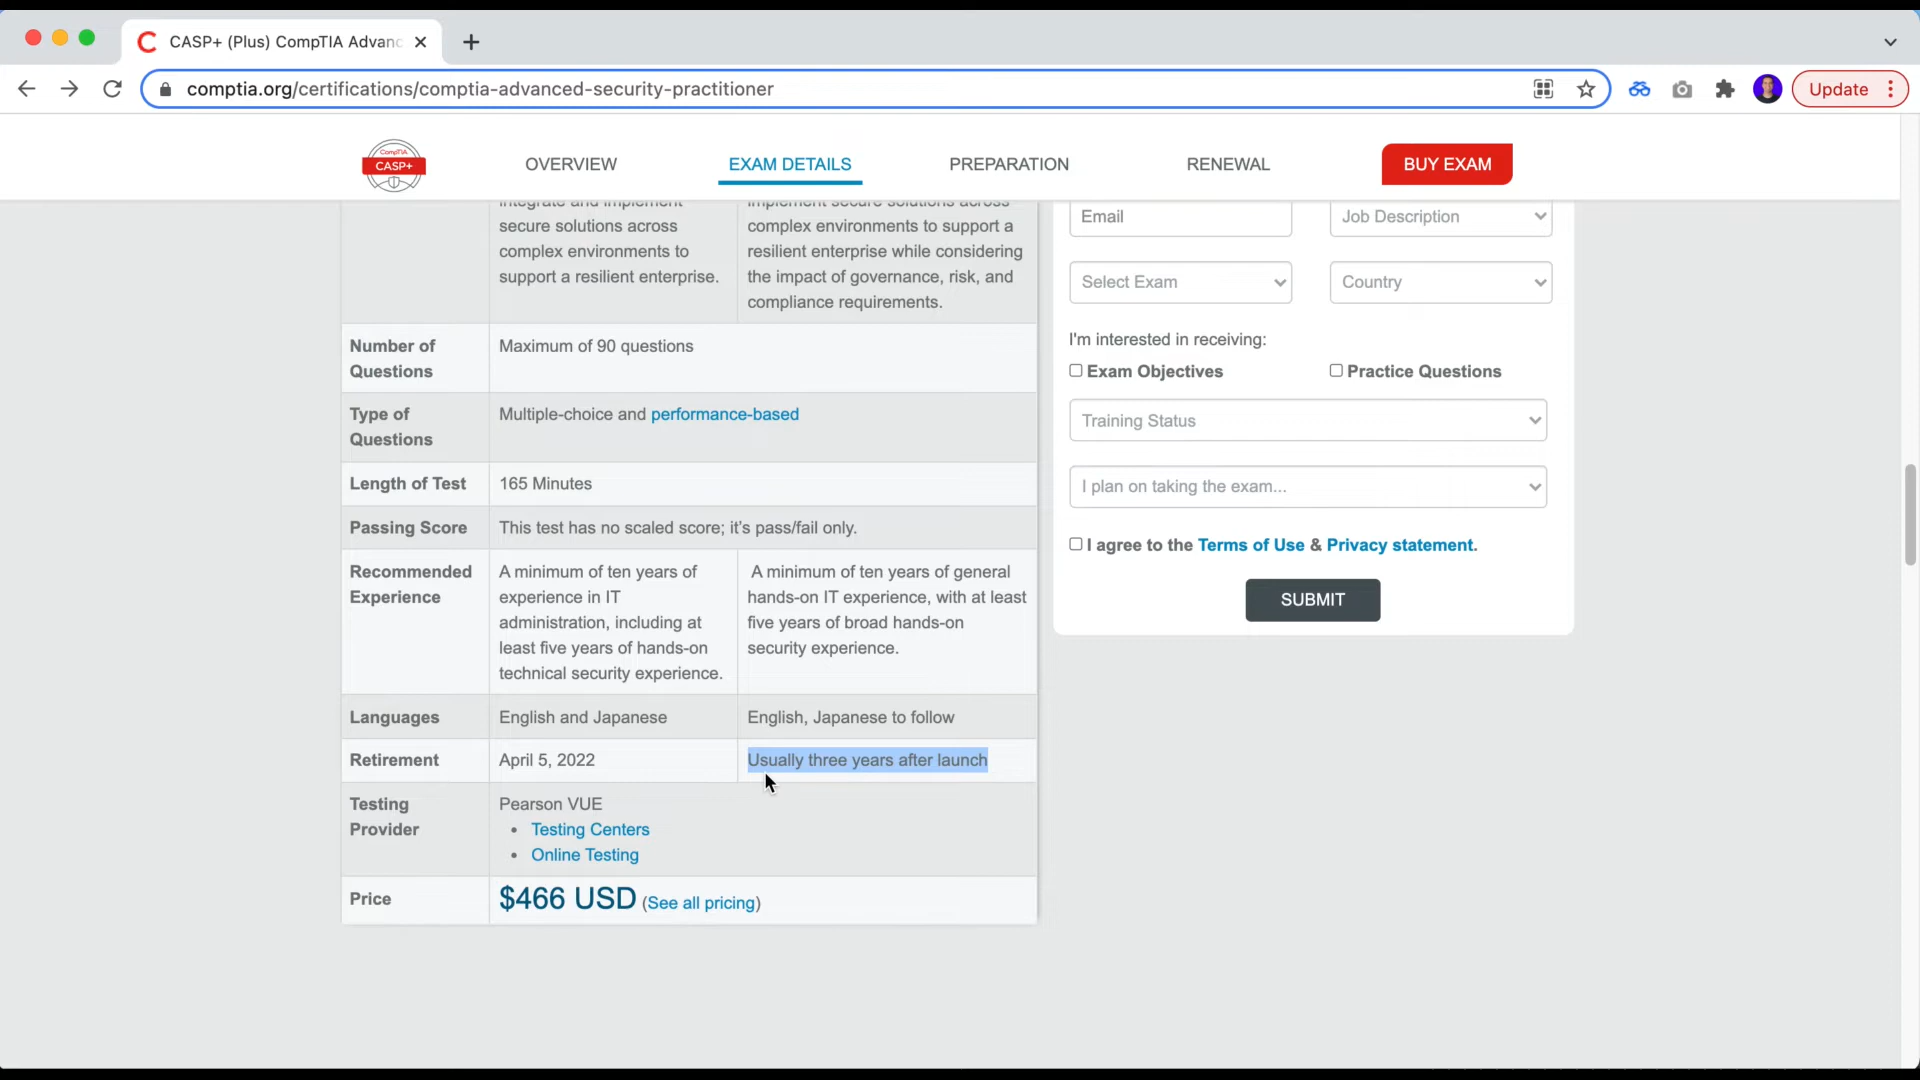 CASP+ (Plus) CompTIA Advanc
comptia.org/certifications/comptia-advanced-security-practitioner
Update
CompTIA
CASP+
OVERVIEW
EXAM DETAILS
PREPARATION
RENEWAL
BUY EXAM
integrate and implement
secure solutions across
complex environments to
support a resilient enterprise.
implement secure solutions across
complex environments to support a
resilient enterprise while considering
the impact of governance, risk, and
compliance requirements.
Number of
Questions
Maximum of 90 questions
Type of
Questions
Multiple-choice and performance-based
Length of Test
165 Minutes
Passing Score
This test has no scaled score; it's pass/fail only.
Recommended
Experience
A minimum of ten years of
experience in IT
administration, including at
least five years of hands-on
technical security experience.
A minimum of ten years of general
hands-on IT experience, with at least
five years of broad hands-on
security experience.
Languages
English and Japanese
English, Japanese to follow
Retirement
April 5, 2022
Usually three years after launch
Testing
Provider
Pearson VUE
• Testing Centers
• Online Testing
Price
$466 USD (See all pricing)
Email
Job Description
Select Exam
Country
I'm interested in receiving:
Exam Objectives
Practice Questions
Training Status
I plan on taking the exam...
I agree to the Terms of Use & Privacy statement.
SUBMIT